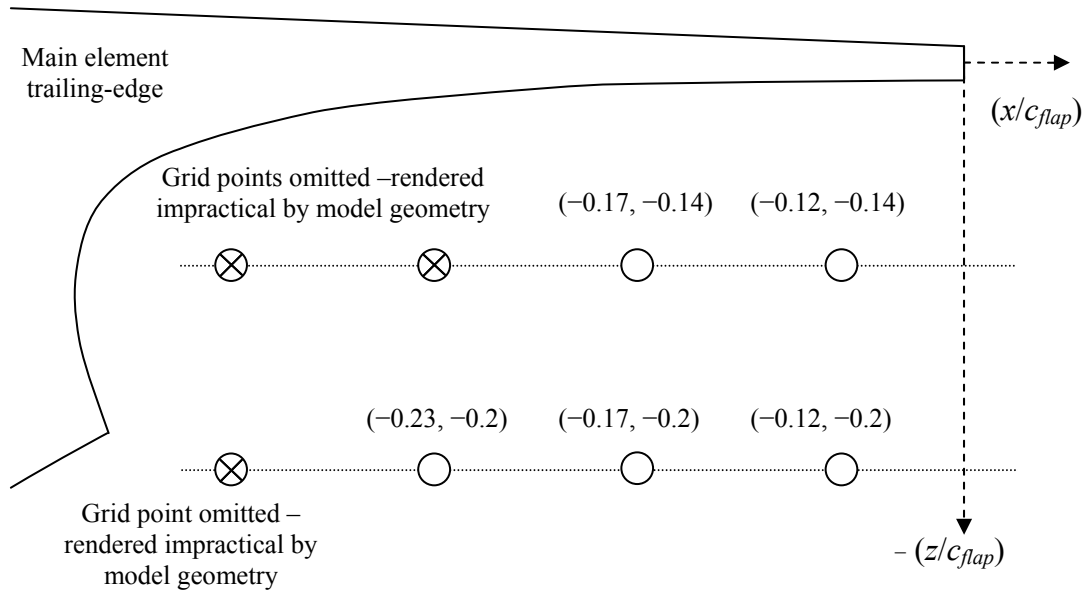 Main element
trailing-edge
(x/c_flap)
Grid points omitted –rendered
impractical by model geometry
(−0.17, −0.14)
(−0.12, −0.14)
(−0.23, −0.2)
(−0.17, −0.2)
(−0.12, −0.2)
Grid point omitted –
rendered impractical by
model geometry
– (z/c_flap)